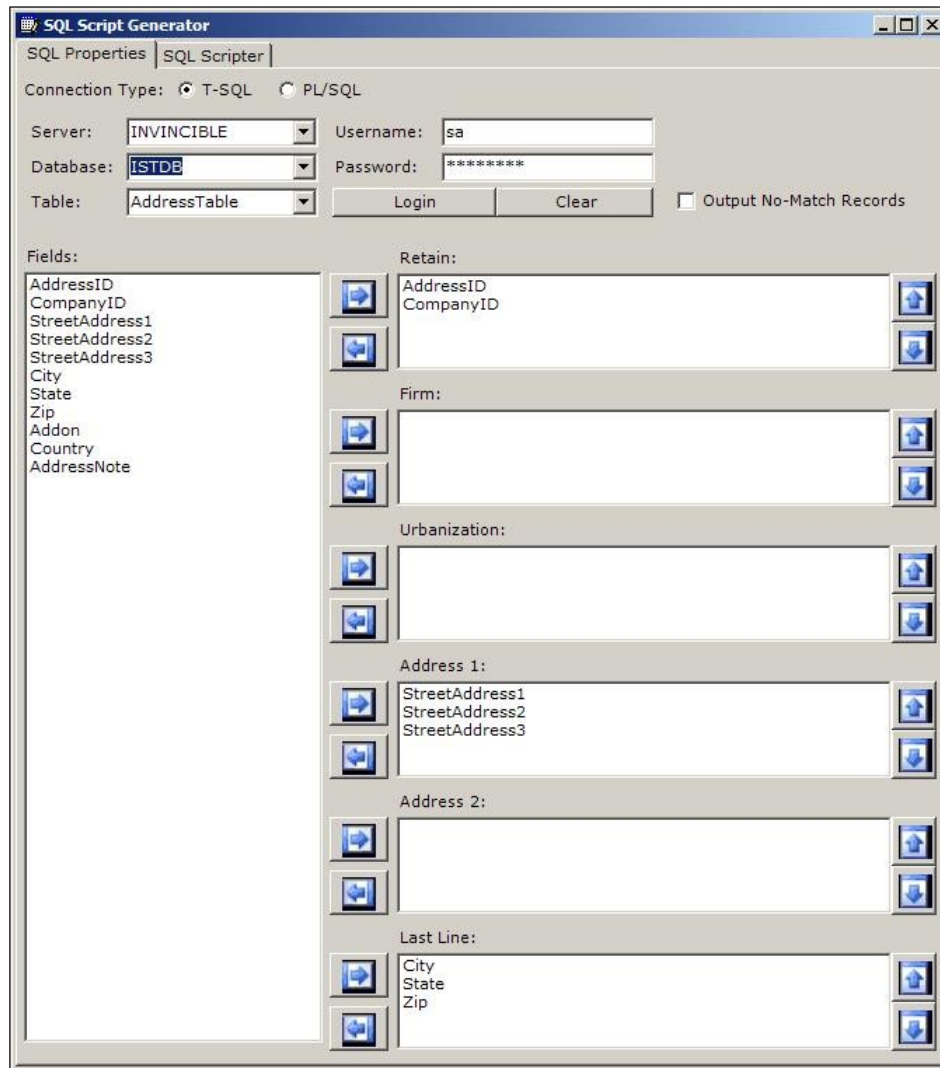 SQL Script Generator
SQL Properties SQL Scripter
Connection Type: T-SQL PL/SQL
Server: INVINCIBLE Username: sa
Database: ISTDB Password: ********
Table: AddressTable Login Clear Output No-Match Records
Fields:
AddressID
CompanyID
StreetAddress1
StreetAddress2
StreetAddress3
City
State
Zip
Addon
Country
AddressNote
Retain:
AddressID
CompanyID
Firm:
Urbanization:
Address 1:
StreetAddress1
StreetAddress2
StreetAddress3
Address 2:
Last Line:
City
State
Zip